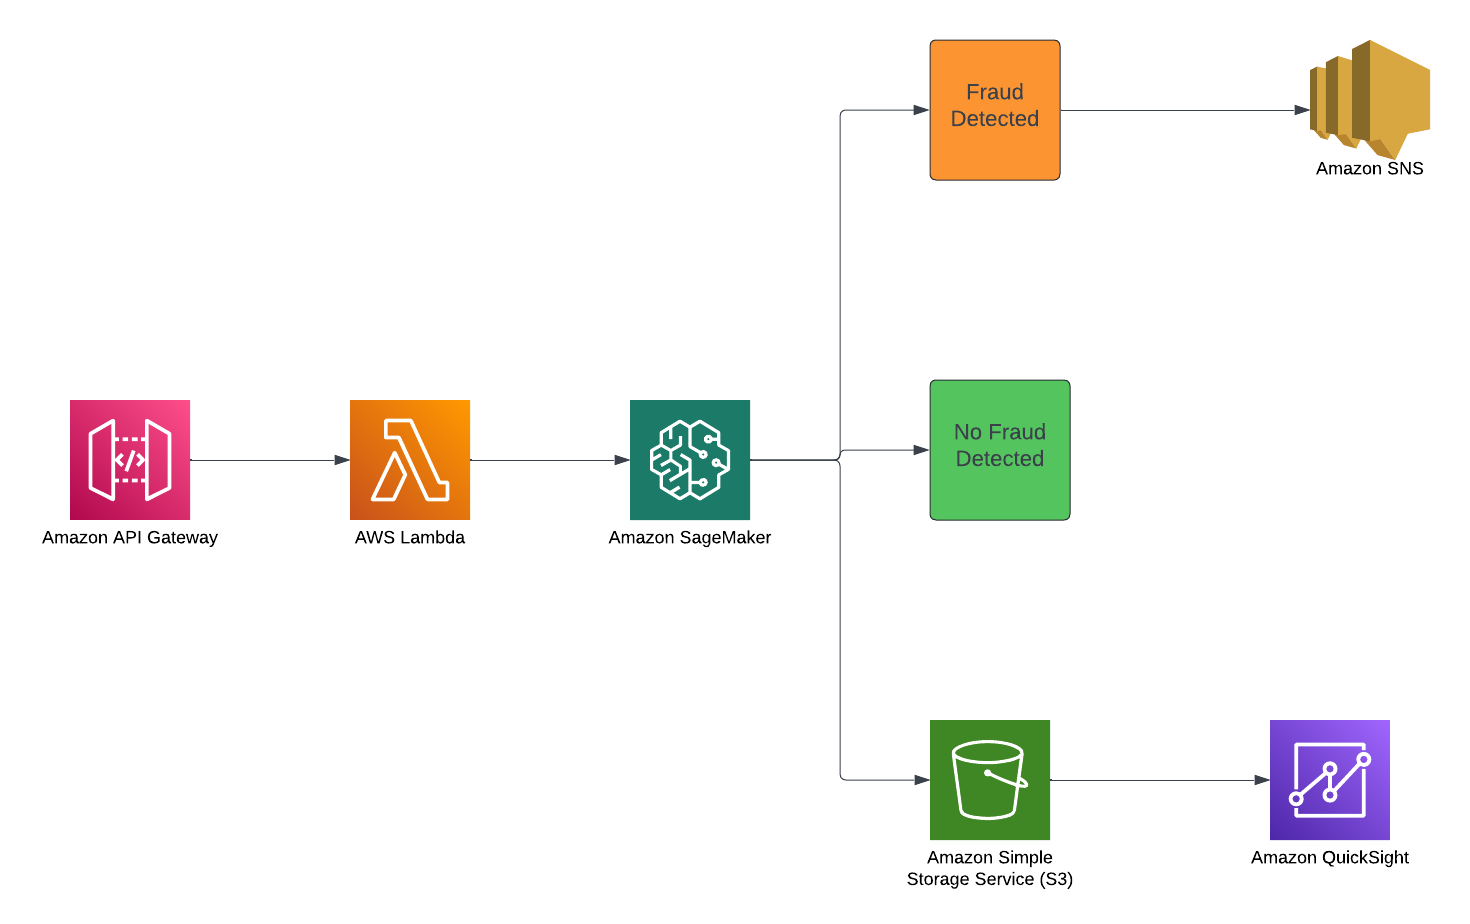 Fraud
Detected
Amazon SNS
No Fraud
Detected
Amazon API Gateway
AWS Lambda
Amazon SageMaker
Amazon Simple
Storage Service (S3)
Amazon QuickSight